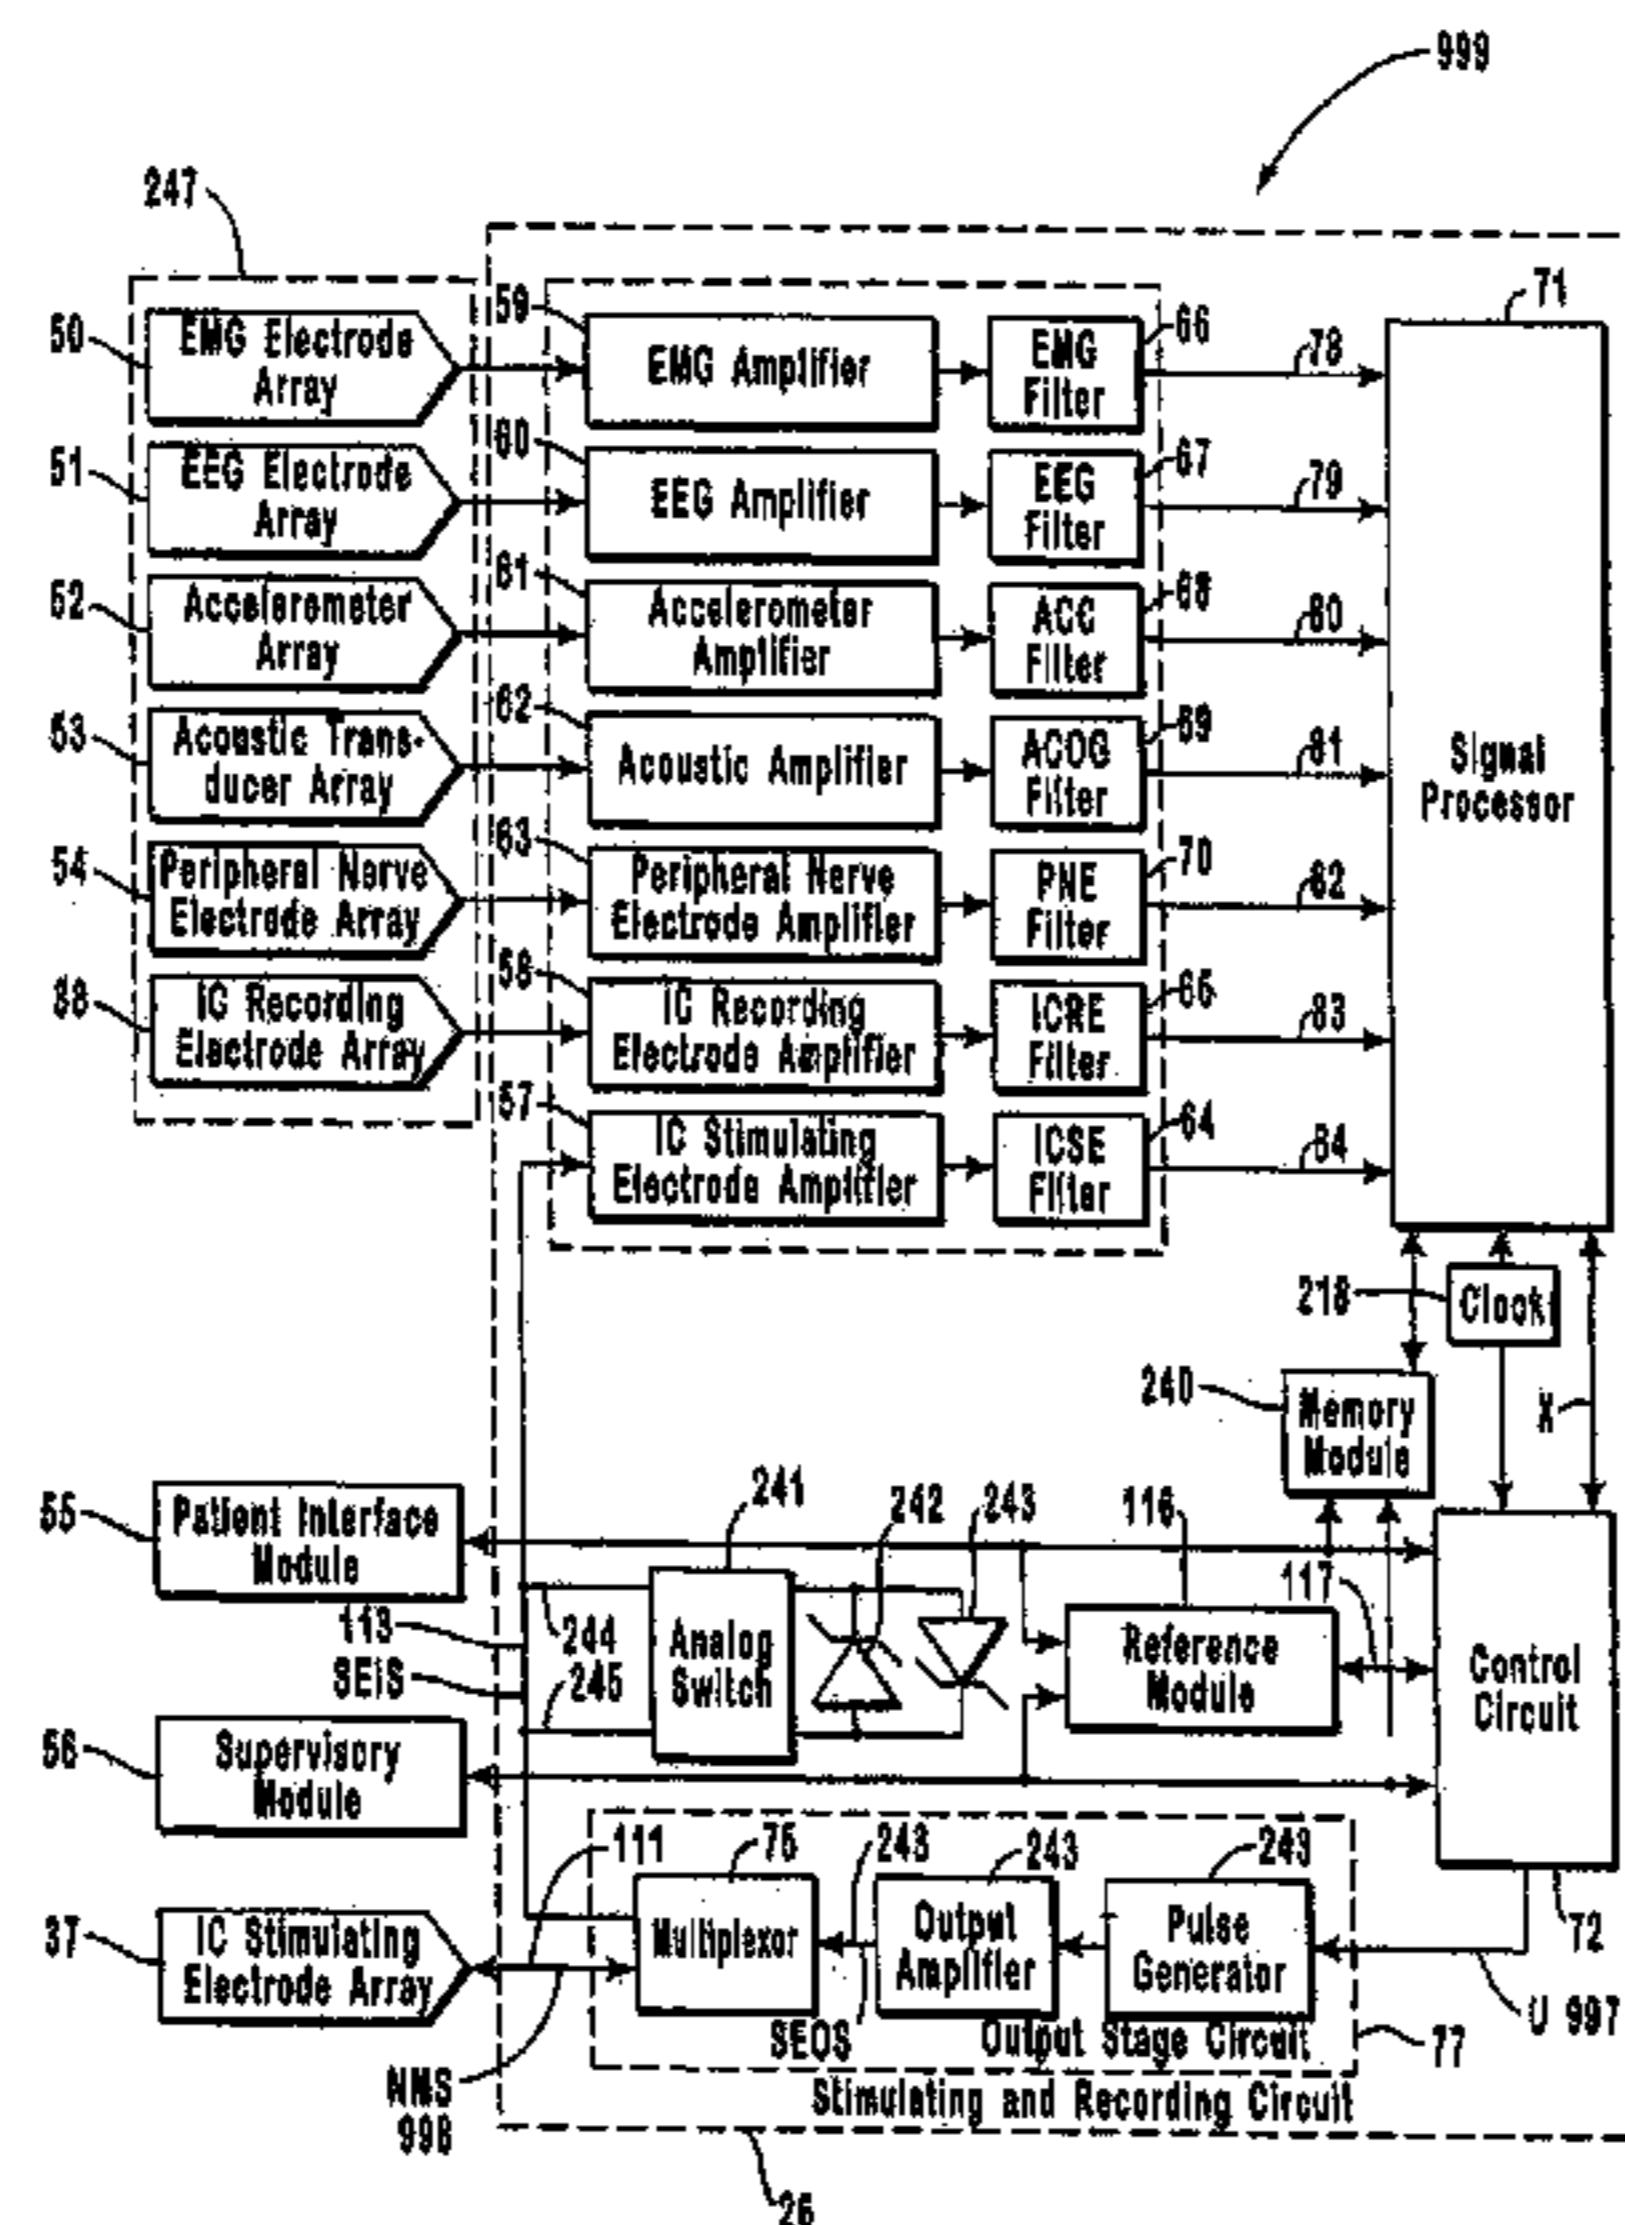 999
247
50
EMG Electrode
Array
59
EMG Amplifier
EMG
Filter
66
78
71
51
EEG Electrode
Array
60
EEG Amplifier
EEG
Filter
67
79
52
Accelerometer
Array
61
Accelerometer
Amplifier
ACC
Filter
68
80
53
Acoustic Trans-
ducer Array
62
Acoustic Amplifier
ACOG
Filter
69
81
Signal
Processor
54
Peripheral Nerve
Electrode Array
63
Peripheral Nerve
Electrode Amplifier
PNE
Filter
70
82
38
IC Recording
Electrode Array
58
IC Recording
Electrode Amplifier
ICRE
Filter
65
83
57
IC Stimulating
Electrode Amplifier
ICSE
Filter
64
84
218
Clock
240
Memory
Module
X
55
Patient Interface
Module
241
242
243
116
117
113
SEIS
244
245
Analog
Switch
Reference
Module
Control
Circuit
56
Supervisory
Module
111
75
243
243
243
37
IC Stimulating
Electrode Array
Multiplexor
Output
Amplifier
Pulse
Generator
72
U 997
SEOS
Output Stage Circuit
77
NMS
998
Stimulating and Recording Circuit
26